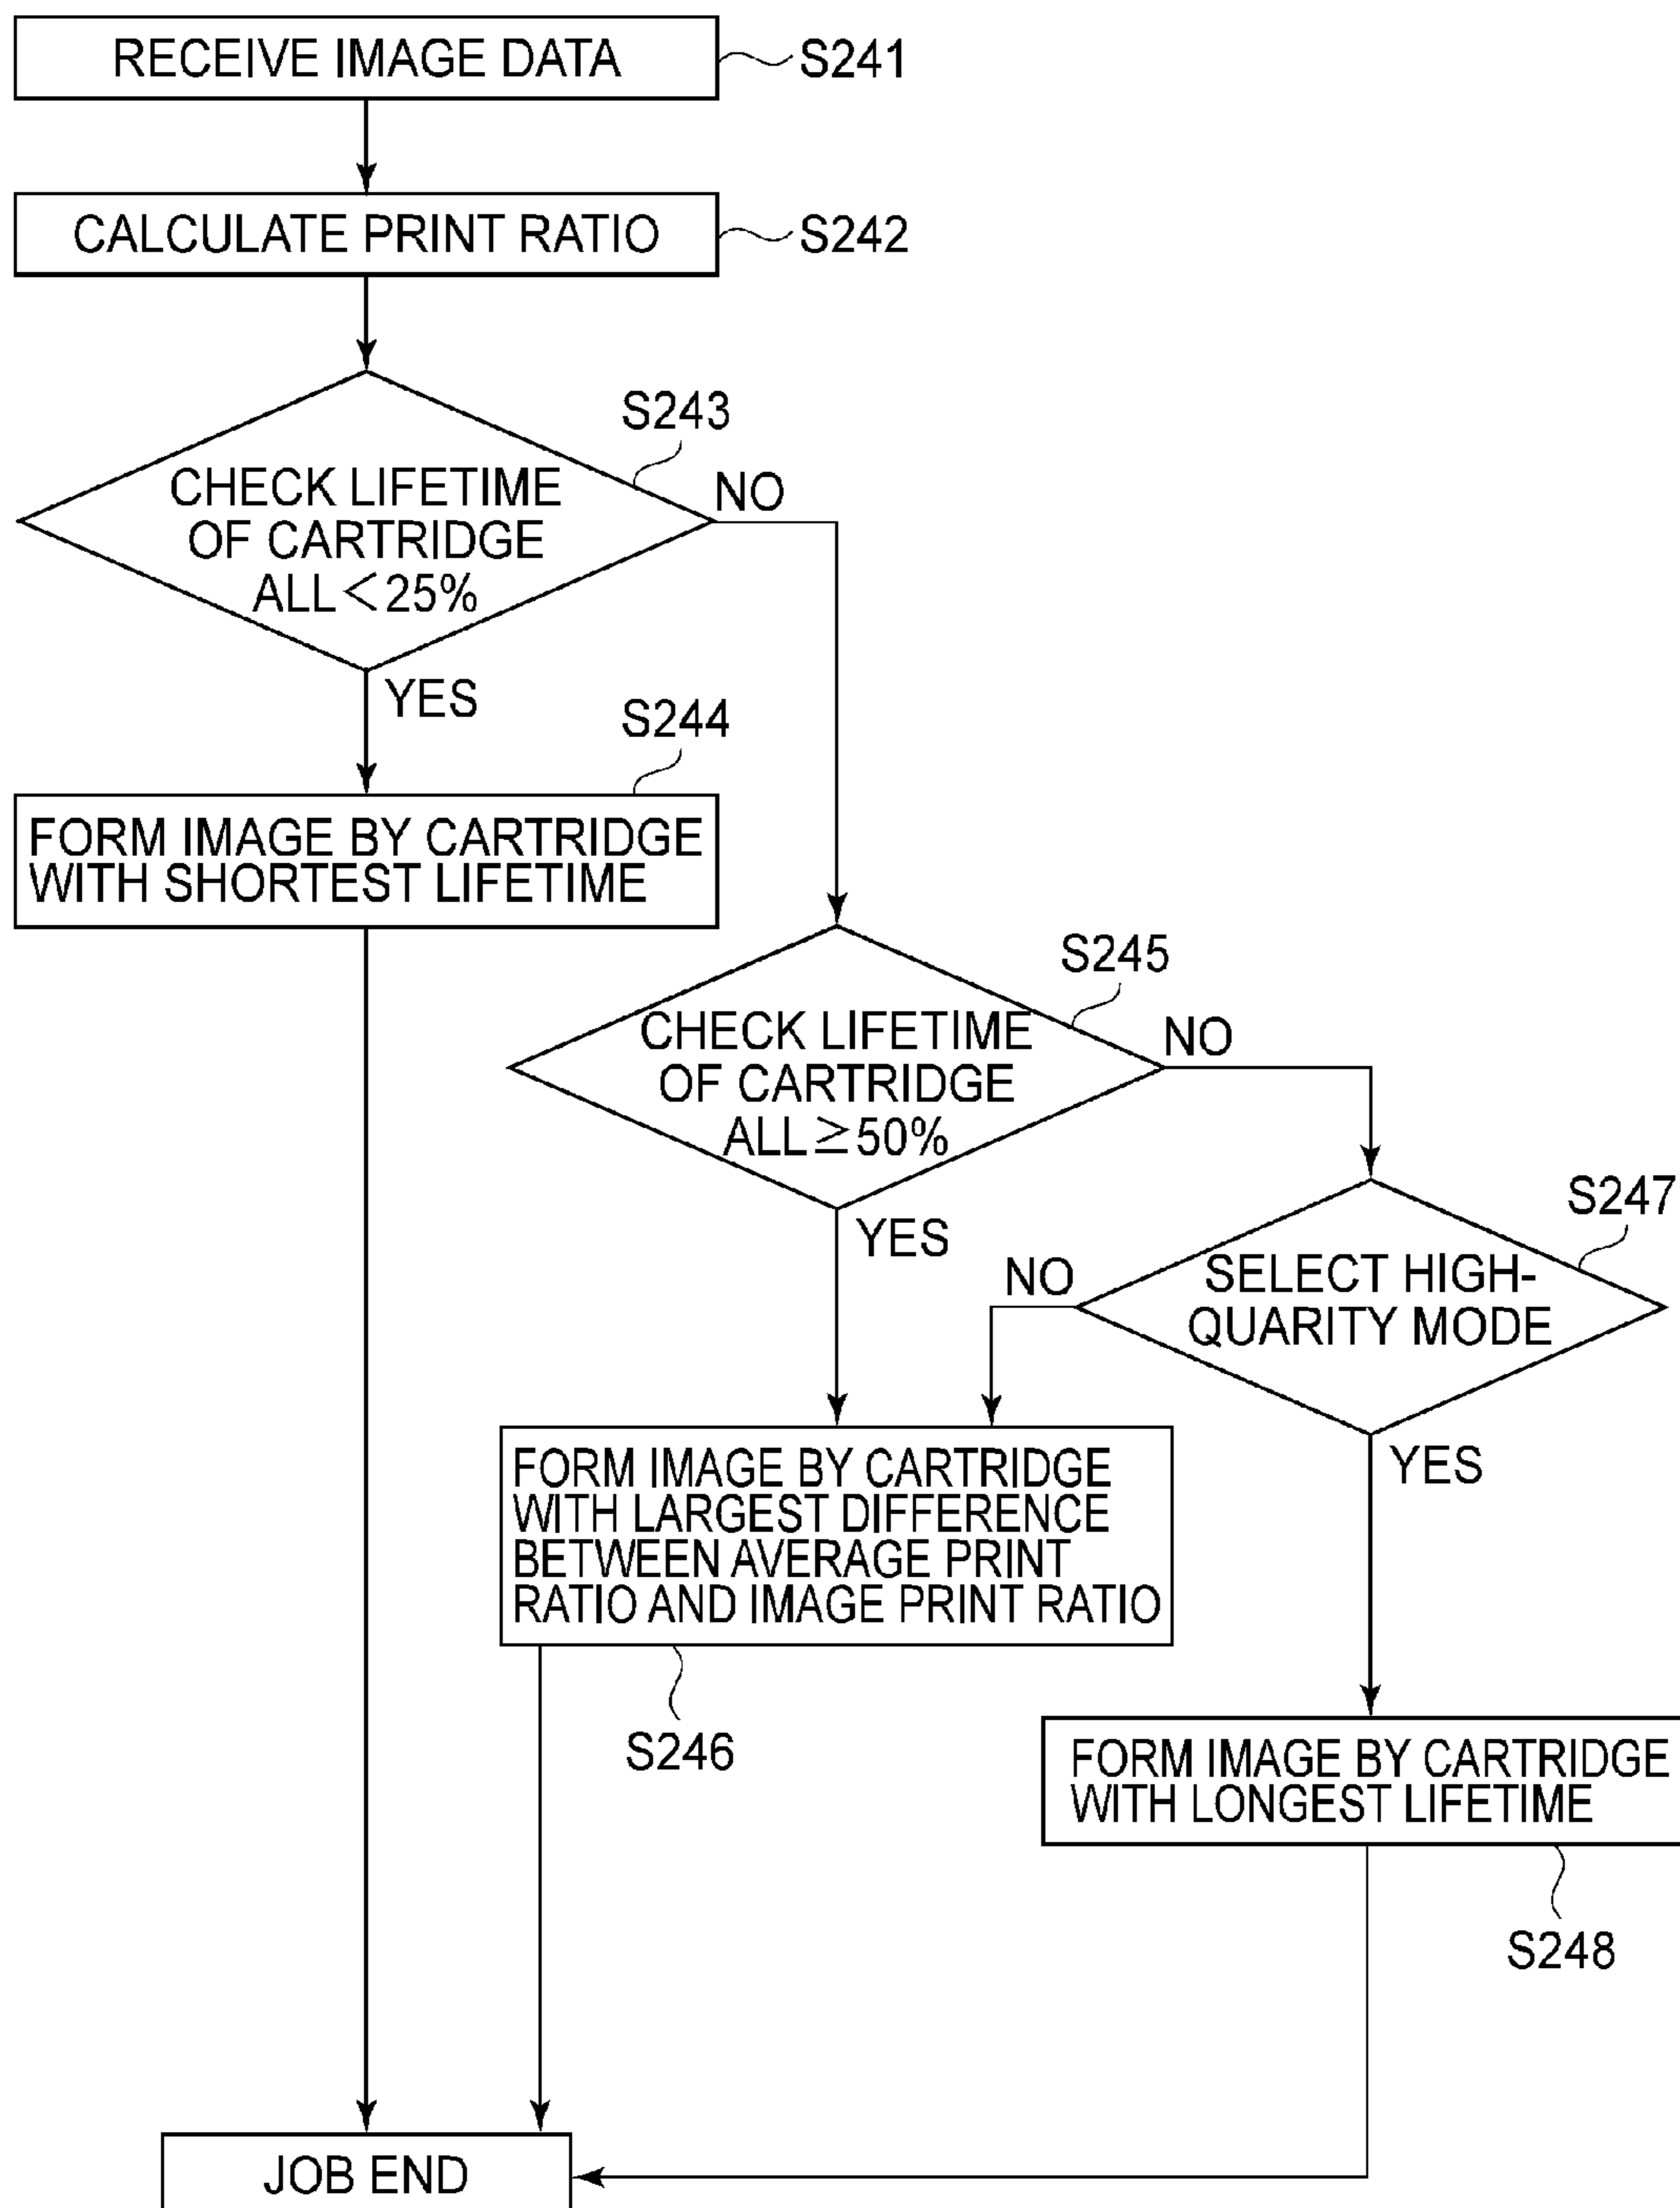 RECEIVE IMAGE DATA
S241
CALCULATE PRINT RATIO
S242
S243
CHECK LIFETIME
OF CARTRIDGE
ALL<25%
NO
YES
S244
FORM IMAGE BY CARTRIDGE
WITH SHORTEST LIFETIME
S245
CHECK LIFETIME
OF CARTRIDGE
ALL≧50%
NO
YES
S247
SELECT HIGH-
QUARITY MODE
NO
YES
FORM IMAGE BY CARTRIDGE
WITH LARGEST DIFFERENCE
BETWEEN AVERAGE PRINT
RATIO AND IMAGE PRINT RATIO
S246
FORM IMAGE BY CARTRIDGE
WITH LONGEST LIFETIME
S248
JOB END